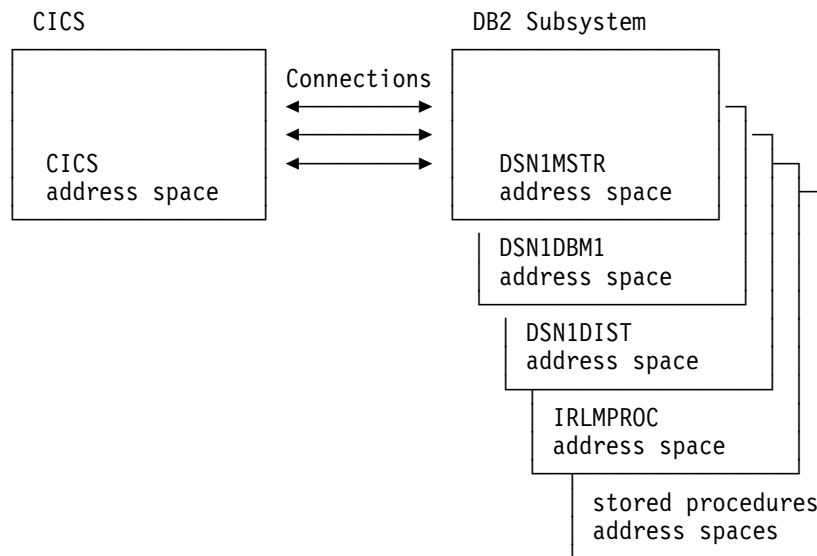 CICS
DB2 Subsystem
Connections
CICS
address space
DSN1MSTR
address space
DSN1DBM1
address space
DSN1DIST
address space
IRLMPROC
address space
stored procedures
address spaces